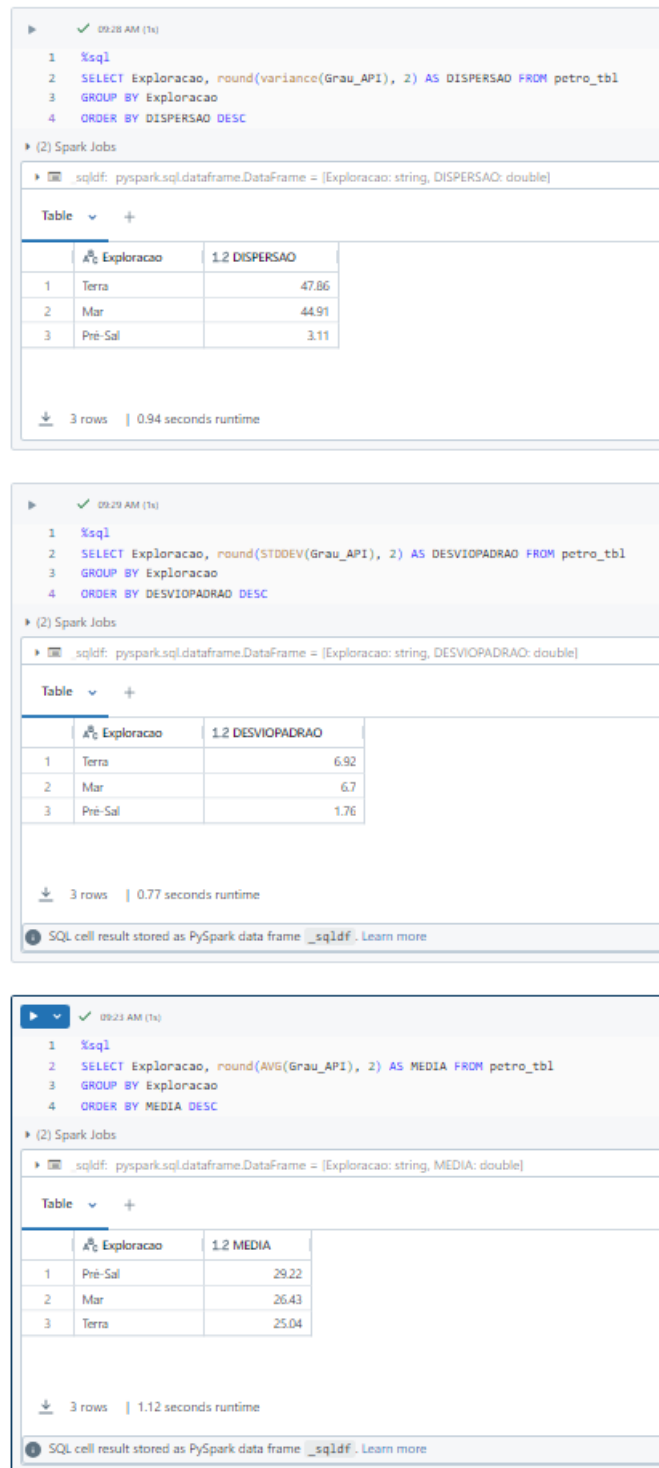 09:28 AM (1s)
1 %sql
2 SELECT Exploracao, round(variance(Grau_API), 2) AS DISPERSAO FROM petro_tbl
3 GROUP BY Exploracao
4 ORDER BY DISPERSAO DESC
(2) Spark Jobs
_sqldf: pyspark.sql.dataframe.DataFrame = [Exploracao: string, DISPERSAO: double]
Table +
ABC Exploracao 1.2 DISPERSAO
1 Terra 47.86
2 Mar 44.91
3 Pré-Sal 3.11
3 rows | 0.94 seconds runtime
09:29 AM (1s)
1 %sql
2 SELECT Exploracao, round(STDDEV(Grau_API), 2) AS DESVIOPADRAO FROM petro_tbl
3 GROUP BY Exploracao
4 ORDER BY DESVIOPADRAO DESC
(2) Spark Jobs
_sqldf: pyspark.sql.dataframe.DataFrame = [Exploracao: string, DESVIOPADRAO: double]
Table +
ABC Exploracao 1.2 DESVIOPADRAO
1 Terra 6.92
2 Mar 6.7
3 Pré-Sal 1.76
3 rows | 0.77 seconds runtime
SQL cell result stored as PySpark data frame _sqldf. Learn more
09:23 AM (1s)
1 %sql
2 SELECT Exploracao, round(AVG(Grau_API), 2) AS MEDIA FROM petro_tbl
3 GROUP BY Exploracao
4 ORDER BY MEDIA DESC
(2) Spark Jobs
_sqldf: pyspark.sql.dataframe.DataFrame = [Exploracao: string, MEDIA: double]
Table +
ABC Exploracao 1.2 MEDIA
1 Pré-Sal 29.22
2 Mar 26.43
3 Terra 25.04
3 rows | 1.12 seconds runtime
SQL cell result stored as PySpark data frame _sqldf. Learn more